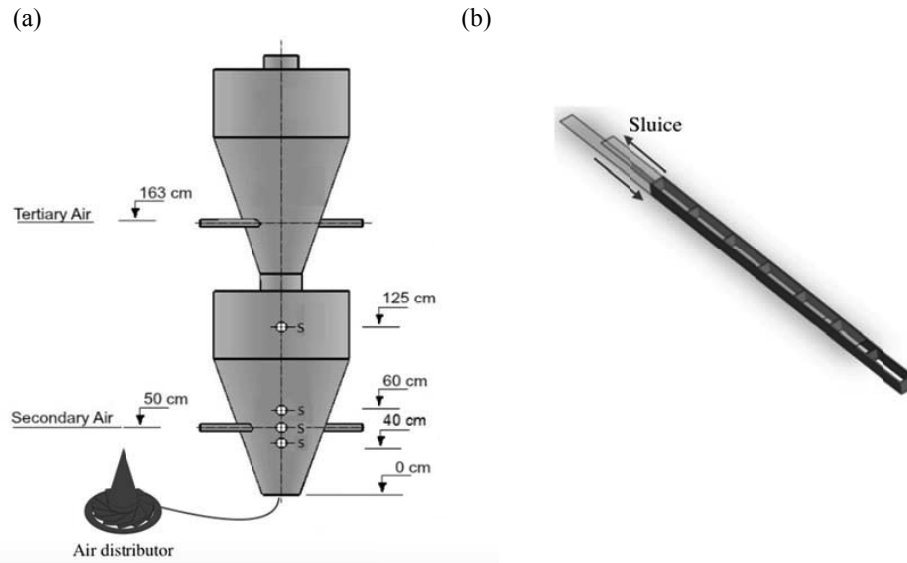 (a)
(b)
163 cm
Tertiary Air
125 cm
S
60 cm
S
50 cm
Secondary Air
S
40 cm
S
0 cm
Air distributor
Sluice